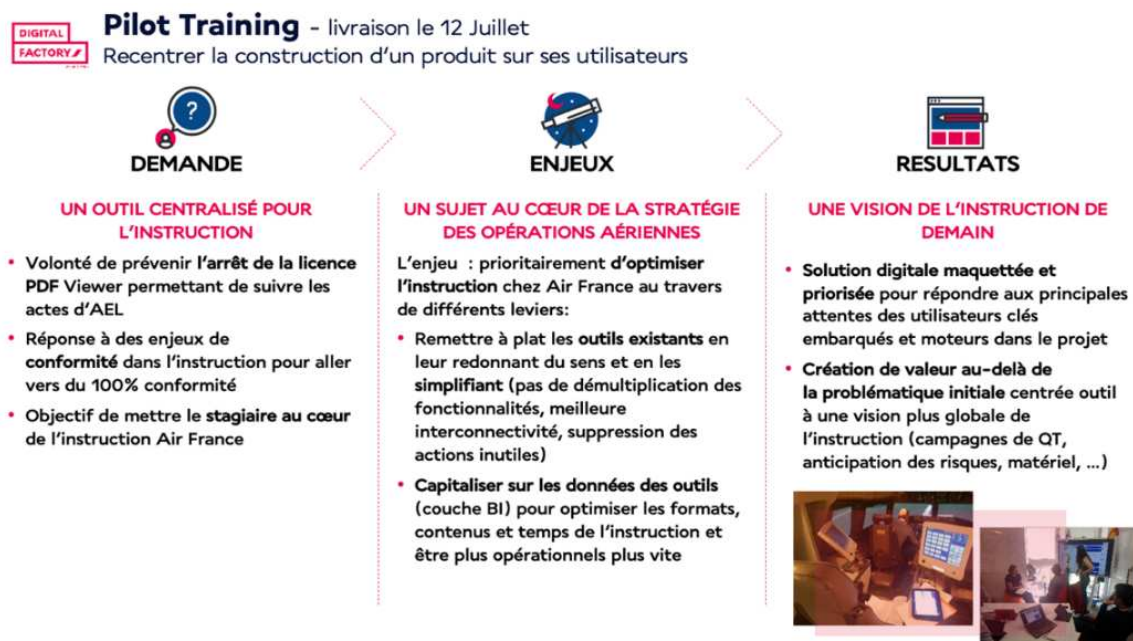 DIGITAL
FACTORY
Pilot Training - livraison le 12 Juillet
Recentrer la construction d'un produit sur ses utilisateurs
?
DEMANDE
UN OUTIL CENTRALISÉ POUR
L'INSTRUCTION
• Volonté de prévenir l'arrêt de la licence
PDF Viewer permettant de suivre les
actes d'AEL
• Réponse à des enjeux de
conformité dans l'instruction pour aller
vers du 100% conformité
• Objectif de mettre le stagiaire au cœur
de l'instruction Air France
ENJEUX
UN SUJET AU CŒUR DE LA STRATÉGIE
DES OPÉRATIONS AÉRIENNES
L'enjeu : prioritairement d'optimiser
l'instruction chez Air France au travers
de différents leviers:
• Remettre à plat les outils existants en
leur redonnant du sens et en les
simplifiant (pas de démultiplication des
fonctionnalités, meilleure
interconnectivité, suppression des
actions inutiles)
• Capitaliser sur les données des outils
(couche BI) pour optimiser les formats,
contenus et temps de l'instruction et
être plus opérationnels plus vite
RESULTATS
UNE VISION DE L'INSTRUCTION DE
DEMAIN
• Solution digitale maquettée et
priorisée pour répondre aux principales
attentes des utilisateurs clés
embarqués et moteurs dans le projet
• Création de valeur au-delà de
la problématique initiale centrée outil
à une vision plus globale de
l'instruction (campagnes de QT,
anticipation des risques, matériel, ...)